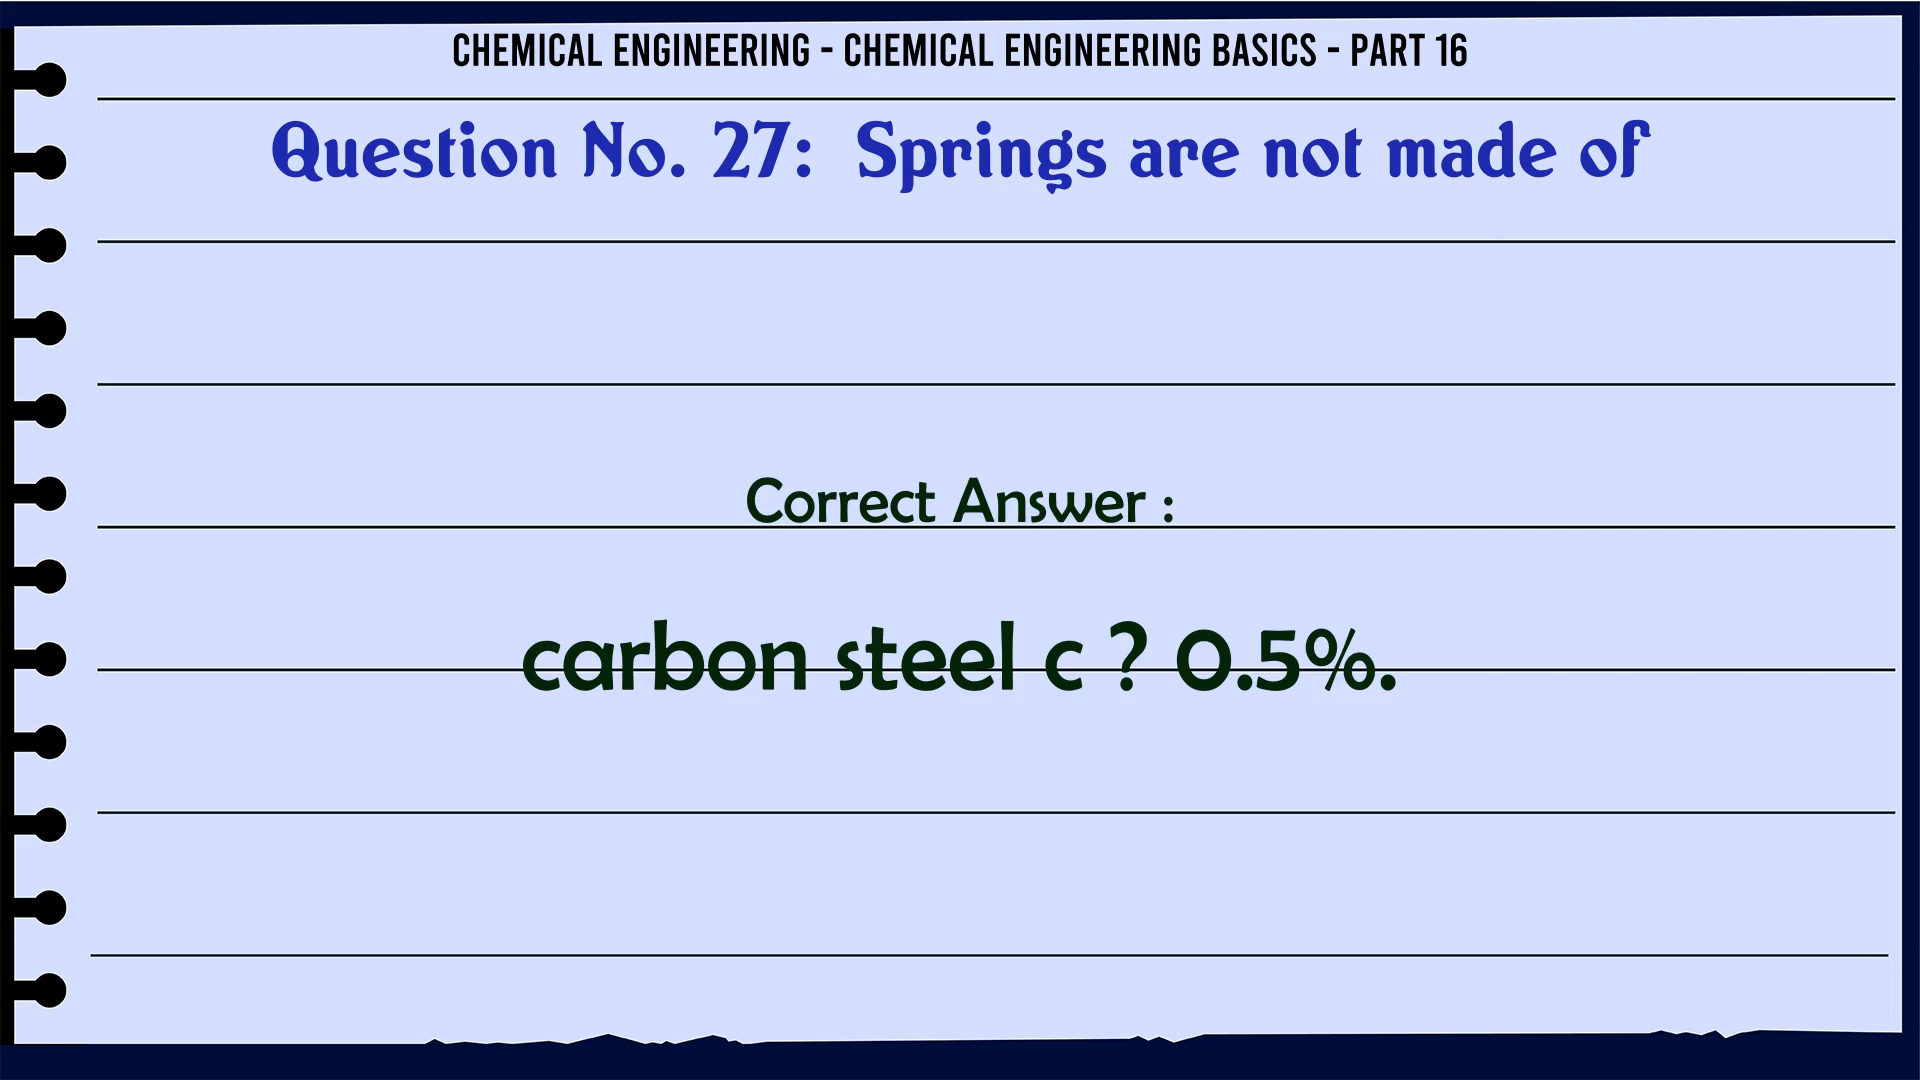 CHEMICAL ENGINEERING - CHEMICAL ENGINEERING BASICS - PART 16
Question No. 27: Springs are not made of
Correct Answer :
carbon steel c ? 0.5%.